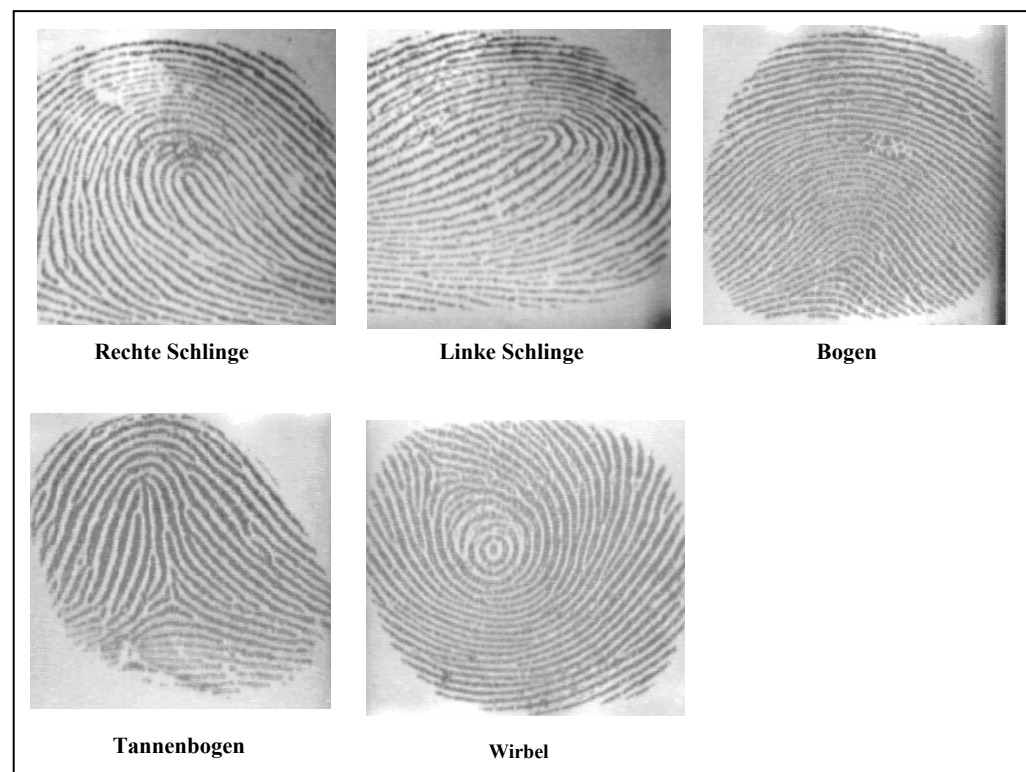 Rechte Schlinge
Linke Schlinge
Bogen
Tannenbogen
Wirbel